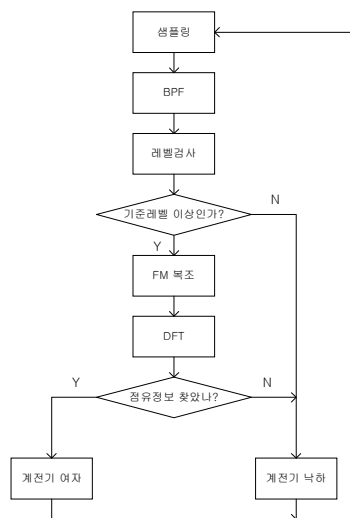 샘플링
BPF
레벨검사
기준레벨 이상인가?
N
Y
FM 복조
DFT
점유정보 찾았나?
Y
N
계전기 여자
계전기 낙하